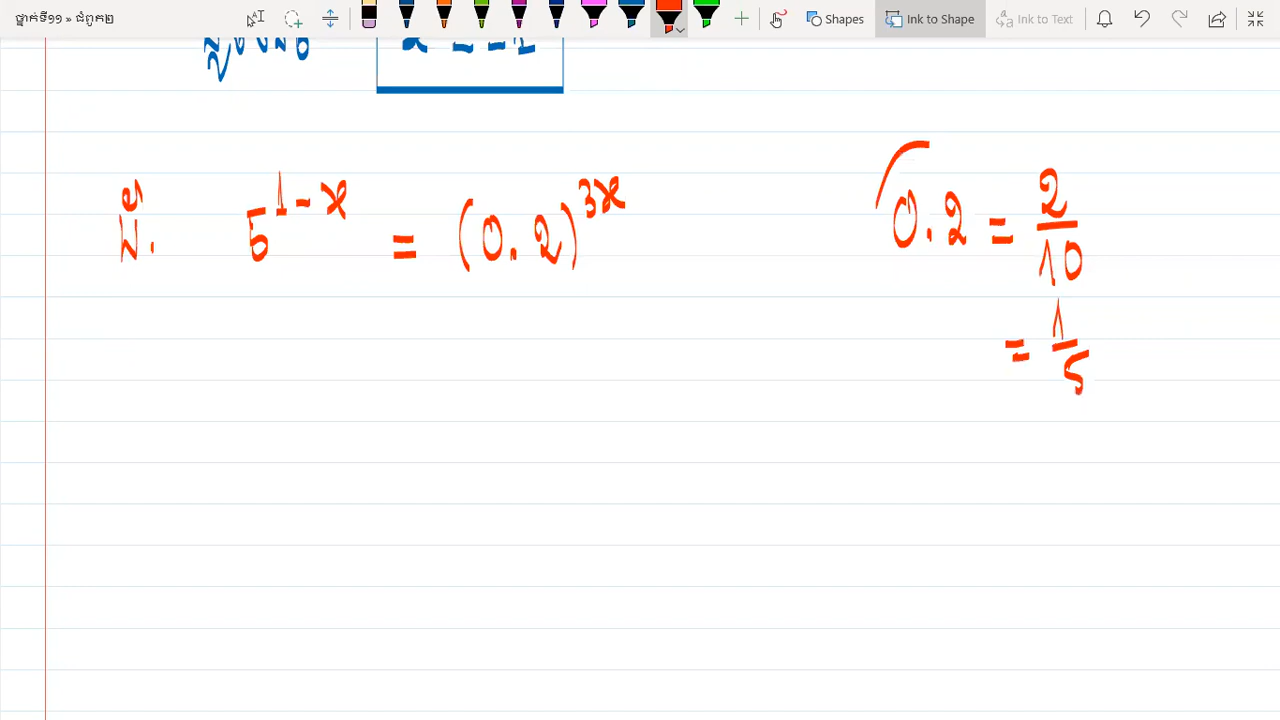 ថ្នាក់ទី១១ » ជំពូក២
Shapes Ink to Shape Ink to Text
x = -1
5^{1-x} = (0.2)^{3x}
0.2 = 2/10
= 1/5